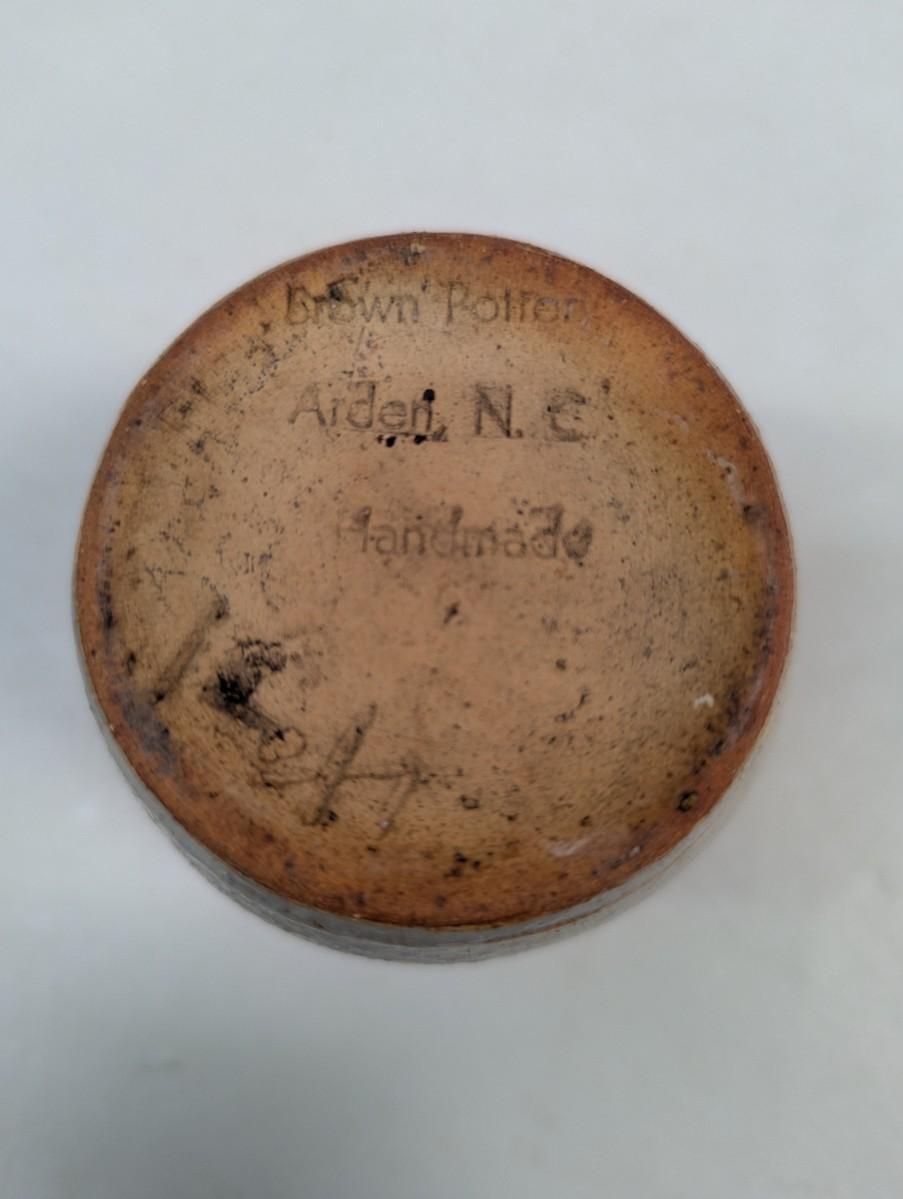 Brown Pottery
Arden, N. C.
Handmade